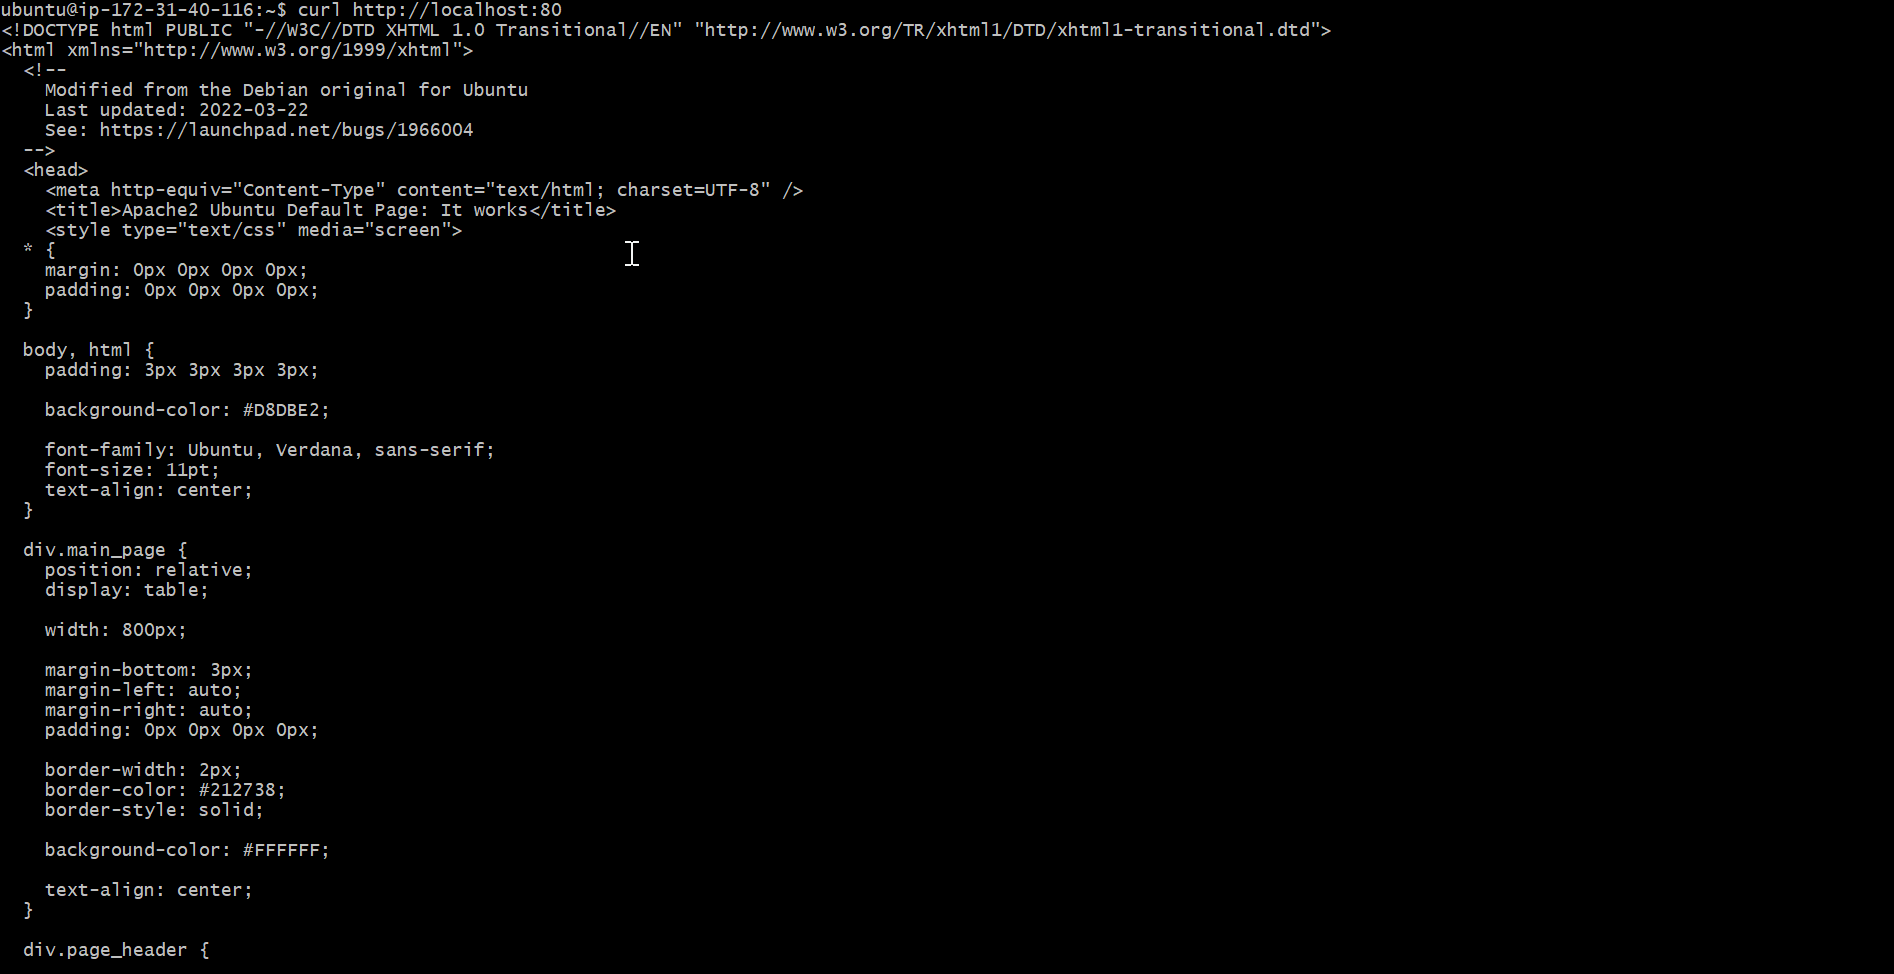 ubuntu@ip-172-31-40-116:~$ curl http://localhost:80
<!DOCTYPE html PUBLIC "-//W3C//DTD XHTML 1.0 Transitional//EN" "http://www.w3.org/TR/xhtml1/DTD/xhtml1-transitional.dtd">
<html xmlns="http://www.w3.org/1999/xhtml">
  <!--
    Modified from the Debian original for Ubuntu
    Last updated: 2022-03-22
    See: https://launchpad.net/bugs/1966004
  -->
  <head>
    <meta http-equiv="Content-Type" content="text/html; charset=UTF-8" />
    <title>Apache2 Ubuntu Default Page: It works</title>
    <style type="text/css" media="screen">
  * {
    margin: 0px 0px 0px 0px;
    padding: 0px 0px 0px 0px;
  }

  body, html {
    padding: 3px 3px 3px 3px;

    background-color: #D8DBE2;

    font-family: Ubuntu, Verdana, sans-serif;
    font-size: 11pt;
    text-align: center;
  }

  div.main_page {
    position: relative;
    display: table;

    width: 800px;

    margin-bottom: 3px;
    margin-left: auto;
    margin-right: auto;
    padding: 0px 0px 0px 0px;

    border-width: 2px;
    border-color: #212738;
    border-style: solid;

    background-color: #FFFFFF;

    text-align: center;
  }

  div.page_header {